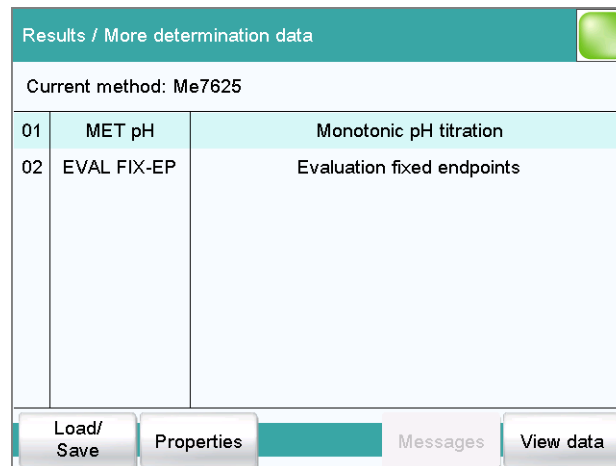 Results / More determination data
Current method: Me7625
01 MET pH Monotonic pH titration
02 EVAL FIX-EP Evaluation fixed endpoints
Load/
Save
Properties
Messages
View data